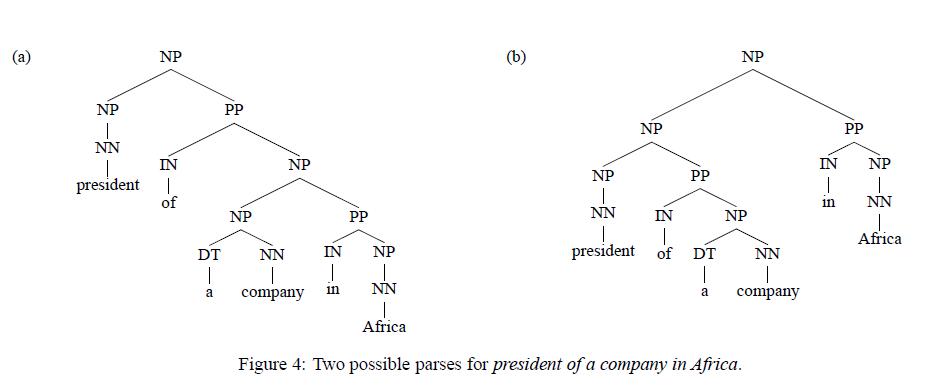 (a) NP (b) NP
NP PP NP PP
NN IN NP NP PP IN NP
president of NN IN NP in NN
NP PP president of DT NN Africa
DT NN IN NP a company
a company in NN
Africa
Figure 4: Two possible parses for president of a company in Africa.